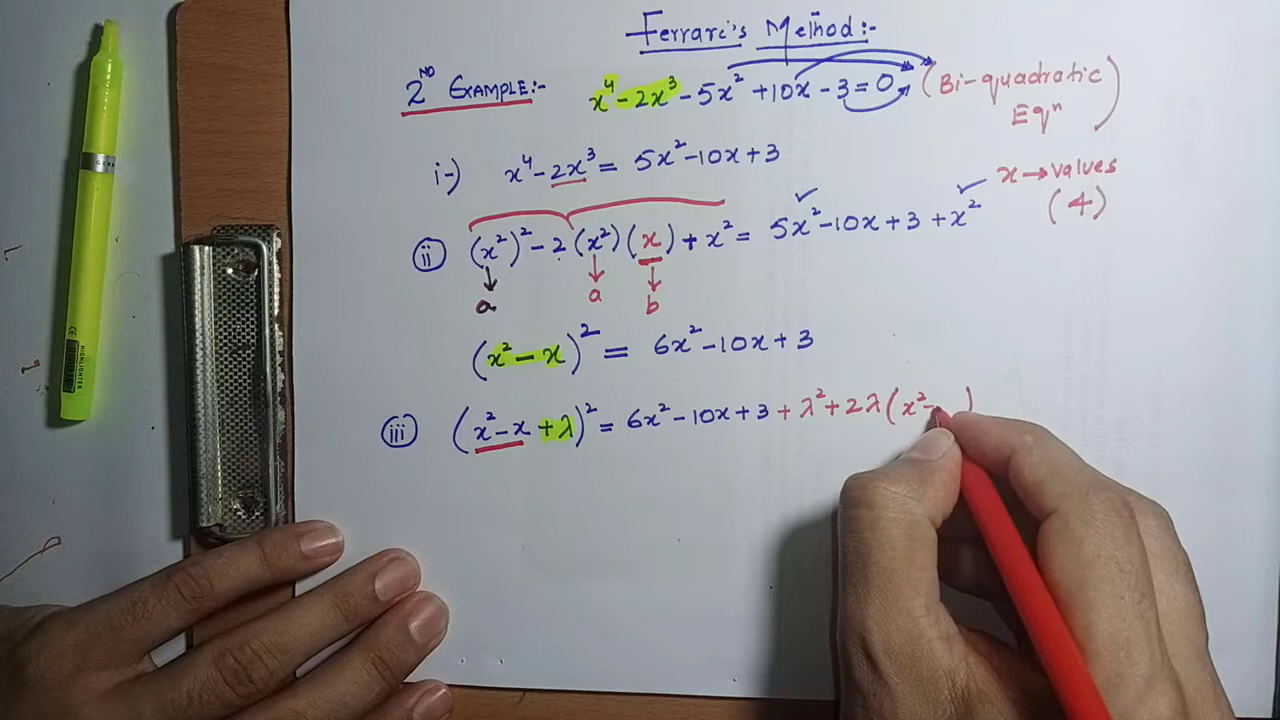 Ferrari's Method:-
2ND EXAMPLE:- x⁴-2x³-5x²+10x-3=0 (Bi-quadratic Eqⁿ)
i-) x⁴-2x³= 5x²-10x+3
x→values (4)
ii (x²)²-2(x²)(x)+x²= 5x²-10x+3+x²
a a b
(x²-x)² = 6x²-10x+3
iii (x²-x+λ)² = 6x²-10x+3+λ²+2λ(x²- )
HIGHLIGHTER